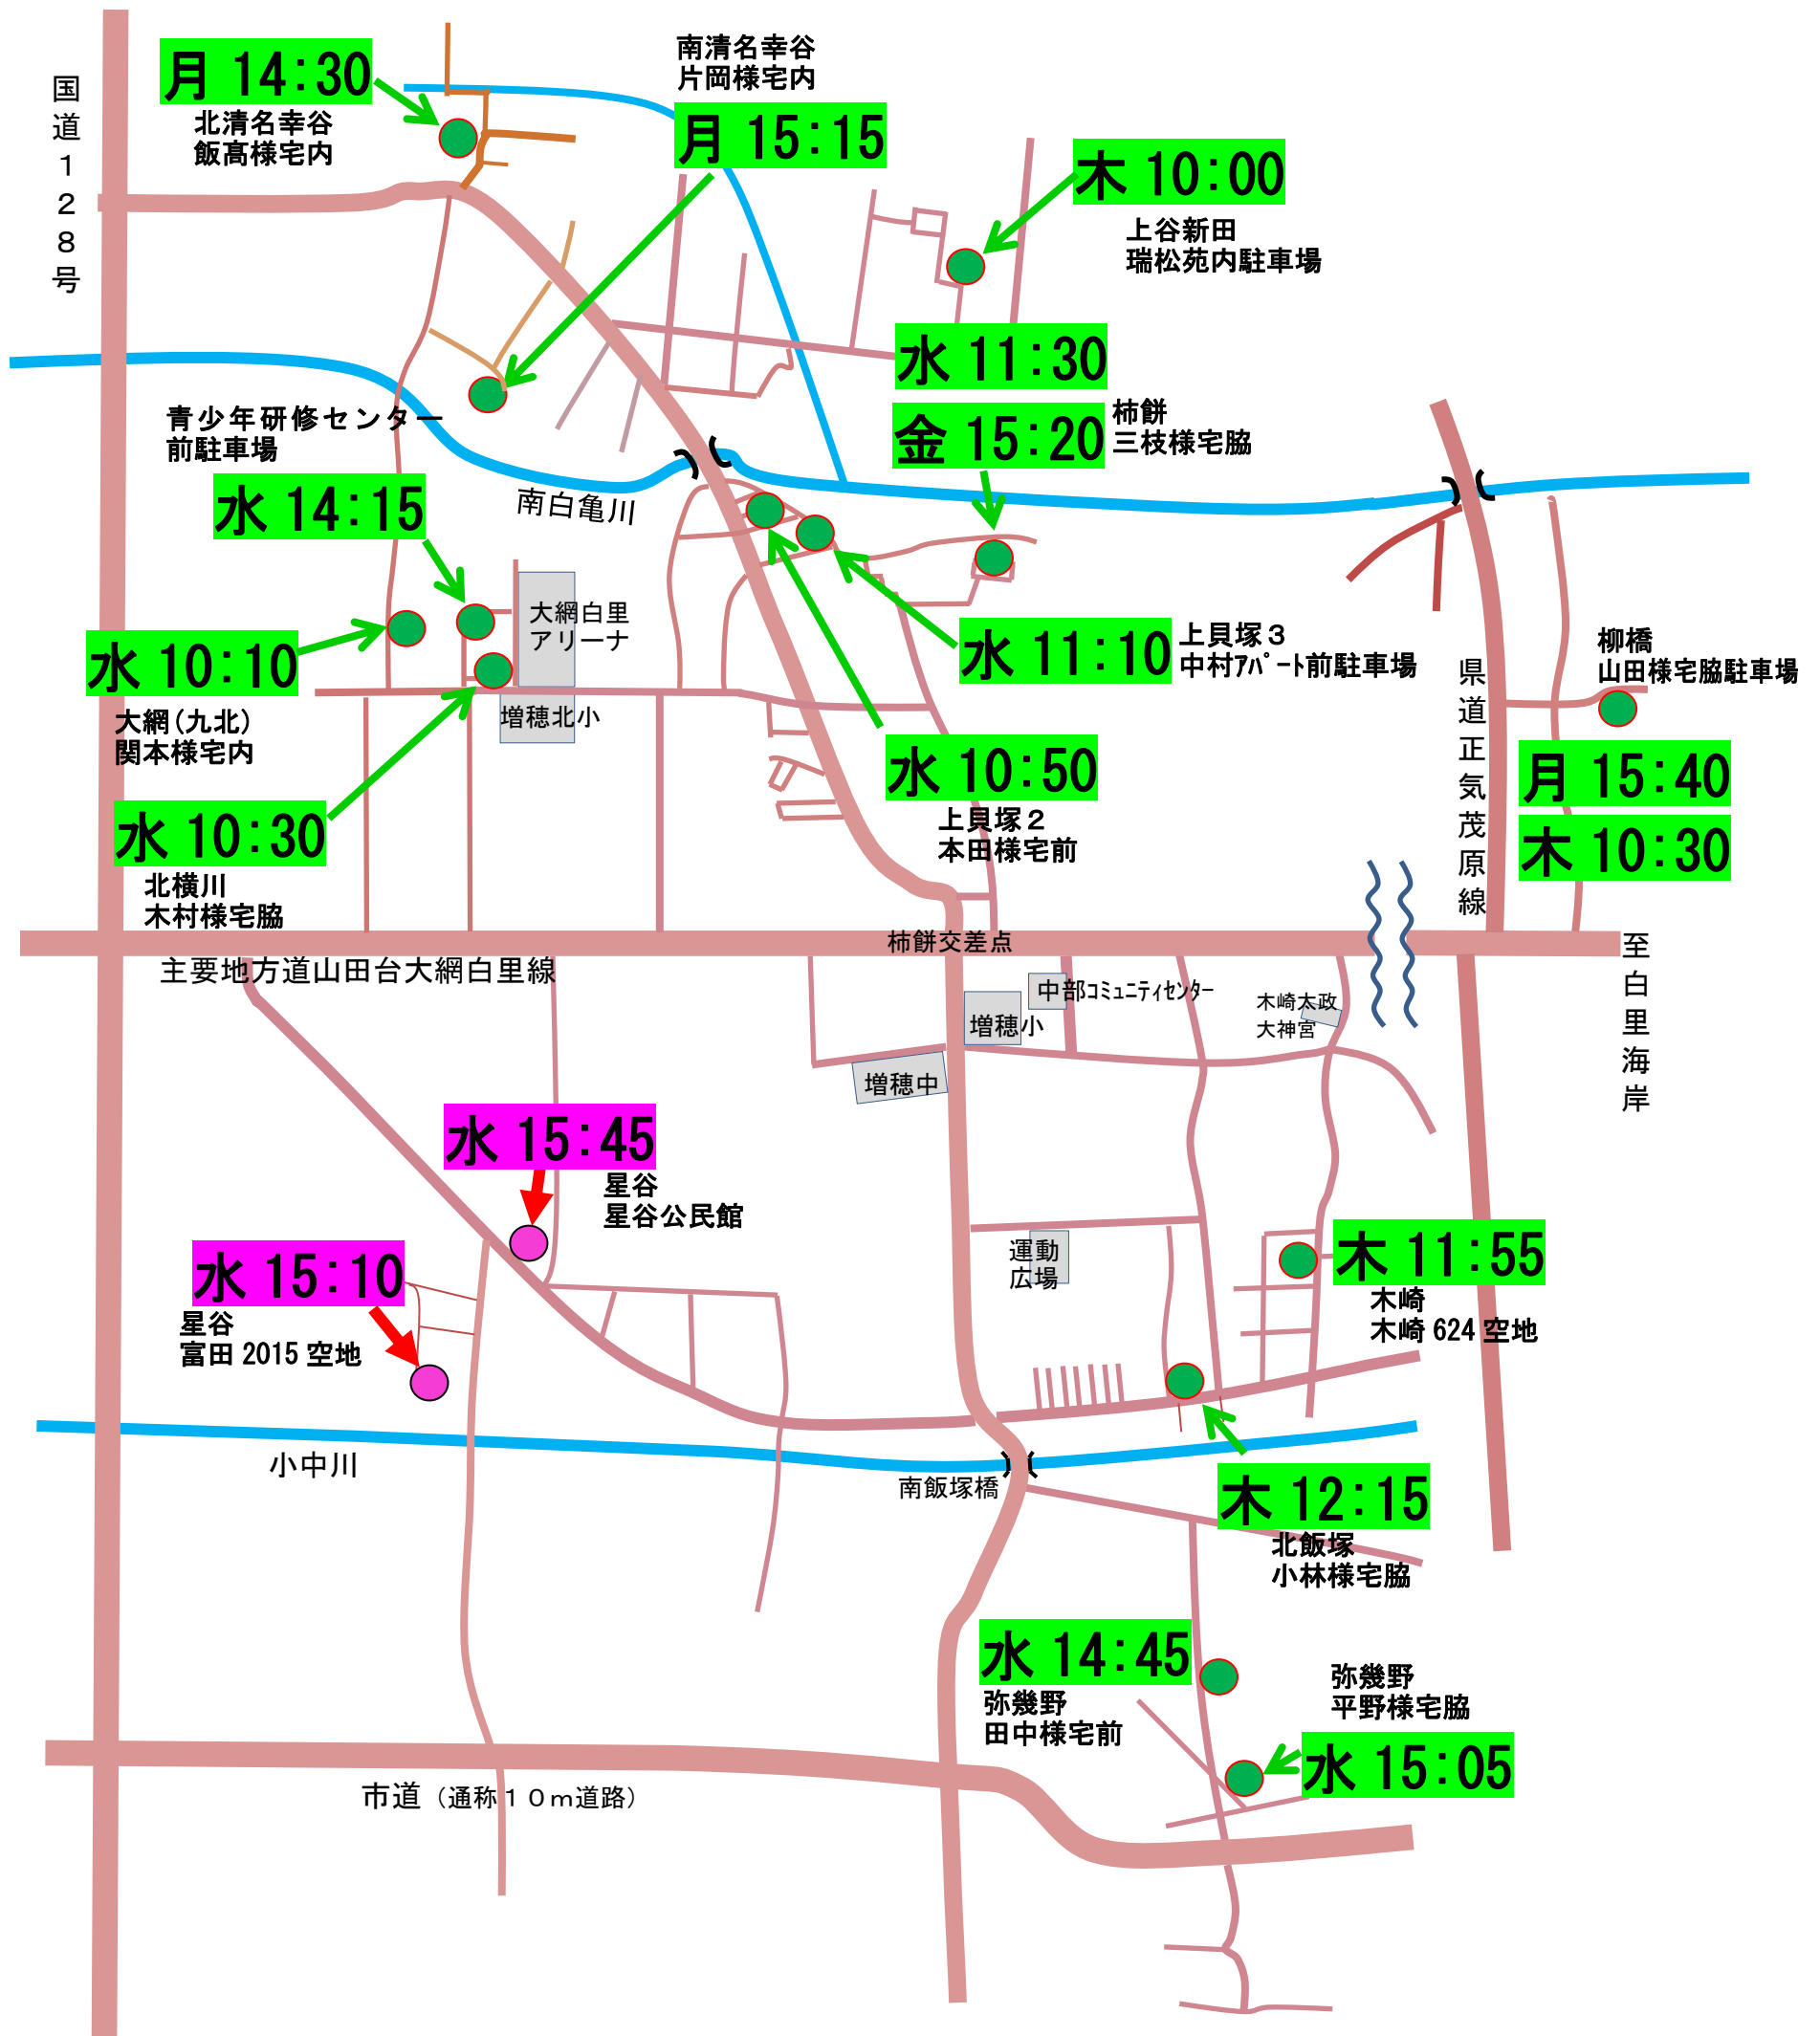 国道１２８号
月 14：30
北清名幸谷
飯髙様宅内
南清名幸谷
片岡様宅内
月 15：15
木 10：00
上谷新田
瑞松苑内駐車場
水 11：30
金 15：20
柿餅
三枝様宅脇
青少年研修センター
前駐車場
水 14：15
南白亀川
大網白里
アリーナ
水 10：10
大網（九北）
関本様宅内
増穂北小
水 11：10
上貝塚３
中村ｱﾊﾟｰﾄ前駐車場
柳橋
山田様宅脇駐車場
県道正気茂原線
月 15：40
木 10：30
水 10：50
上貝塚２
本田様宅前
水 10：30
北横川
木村様宅脇
柿餅交差点
主要地方道山田台大網白里線
至白里海岸
中部ｺﾐｭﾆﾃｨｾﾝﾀｰ
増穂小
木崎太政
大神宮
増穂中
水 15：45
星谷
星谷公民館
水 15：10
星谷
富田 2015 空地
運動
広場
木 11：55
木崎
木崎 624 空地
小中川
南飯塚橋
木 12：15
北飯塚
小林様宅脇
水 14：45
弥幾野
田中様宅前
弥幾野
平野様宅脇
水 15：05
市道（通称１０ｍ道路）